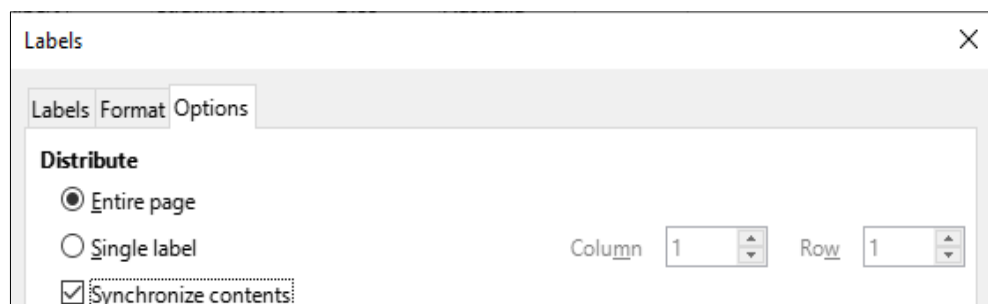 Labels
Labels Format Options
Distribute
Entire page
Single label Column 1 Row 1
Synchronize contents